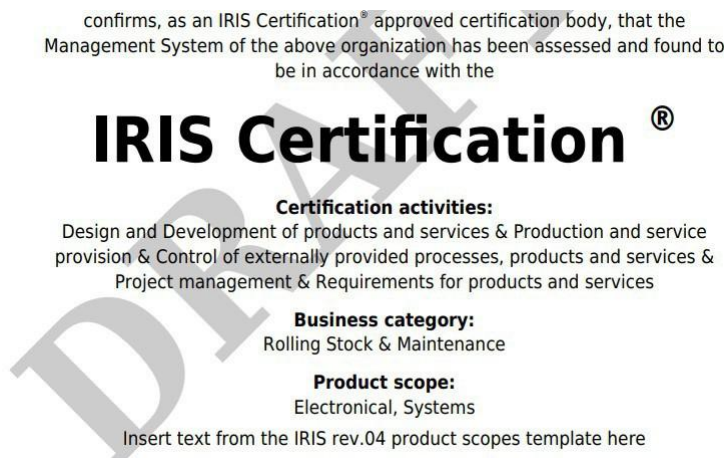 confirms, as an IRIS Certification® approved certification body, that the
Management System of the above organization has been assessed and found to
be in accordance with the
IRIS Certification ®
Certification activities:
Design and Development of products and services & Production and service
provision & Control of externally provided processes, products and services &
Project management & Requirements for products and services
Business category:
Rolling Stock & Maintenance
Product scope:
Electronical, Systems
Insert text from the IRIS rev.04 product scopes template here
DRAFT